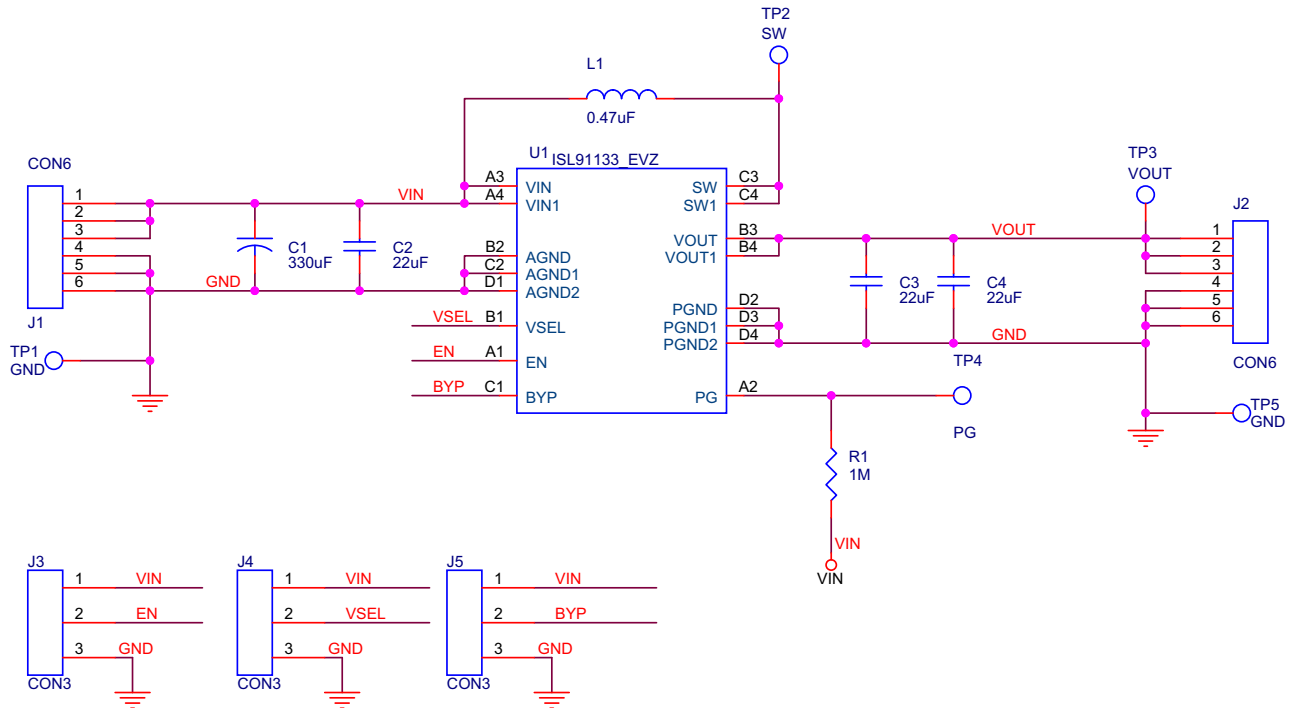 TP2
SW
L1
0.47uF
U1
ISL91133_EVZ
CON6
1
2
3
4
5
6
J1
TP1
GND
VIN
GND
C1
330uF
C2
22uF
A3
A4
B2
C2
D1
VSEL B1
EN A1
BYP C1
VIN
VIN1
AGND
AGND1
AGND2
VSEL
EN
BYP
SW
SW1
VOUT
VOUT1
PGND
PGND1
PGND2
PG
C3
C4
B3
B4
D2
D3
D4
A2
C3
22uF
C4
22uF
VOUT
GND
TP3
VOUT
J2
1
2
3
4
5
6
CON6
TP4
PG
TP5
GND
R1
1M
VIN
VIN
J3
1 VIN
2 EN
3 GND
CON3
J4
1 VIN
2 VSEL
3 GND
CON3
J5
1 VIN
2 BYP
3 GND
CON3